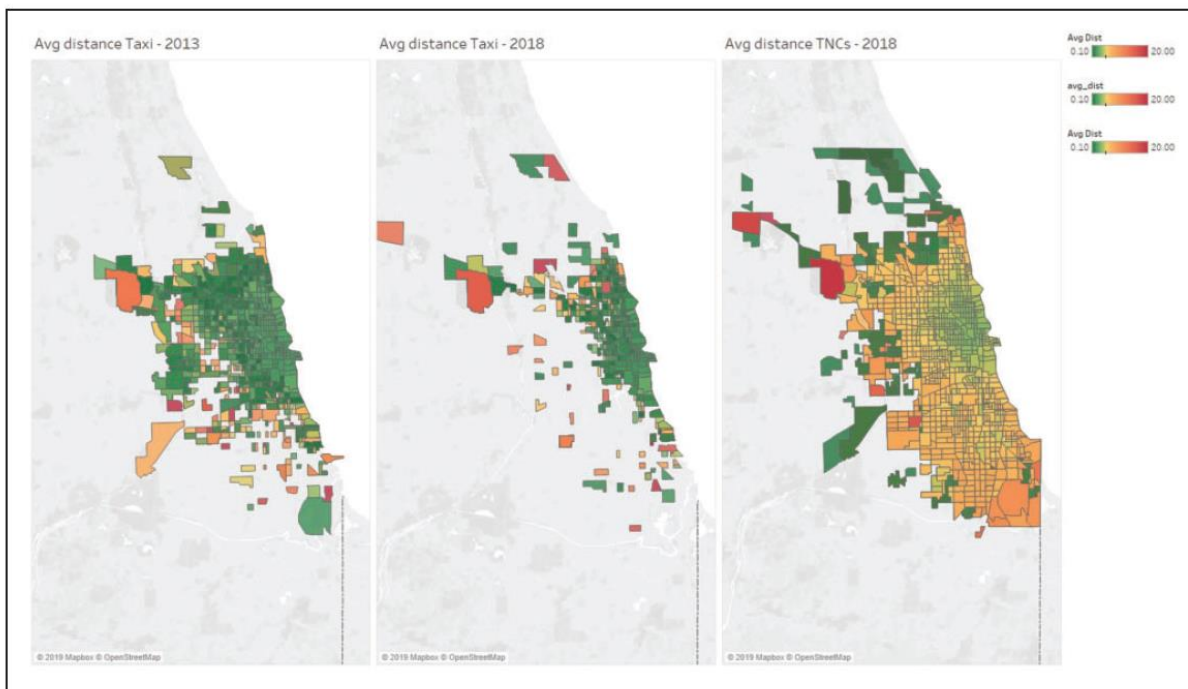 Avg distance Taxi - 2013
Avg distance Taxi - 2018
Avg distance TNCs - 2018
Avg Dist
0.10 20.00
avg_dist
0.10 20.00
Avg Dist
0.10 20.00
© 2019 Mapbox © OpenStreetMap
© 2019 Mapbox © OpenStreetMap
© 2019 Mapbox © OpenStreetMap